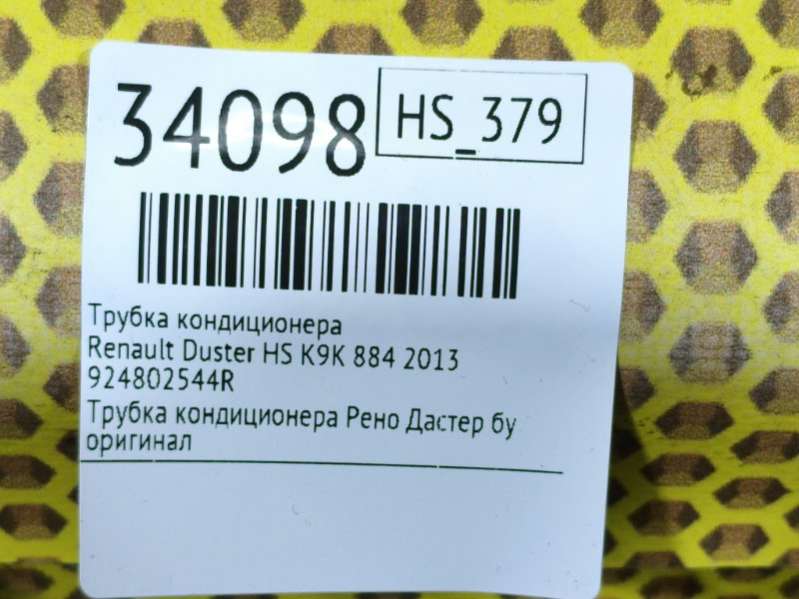 34098
HS_379
Трубка кондиционера
Renault Duster HS K9K 884 2013
924802544R
Трубка кондиционера Рено Дастер бу
оригинал